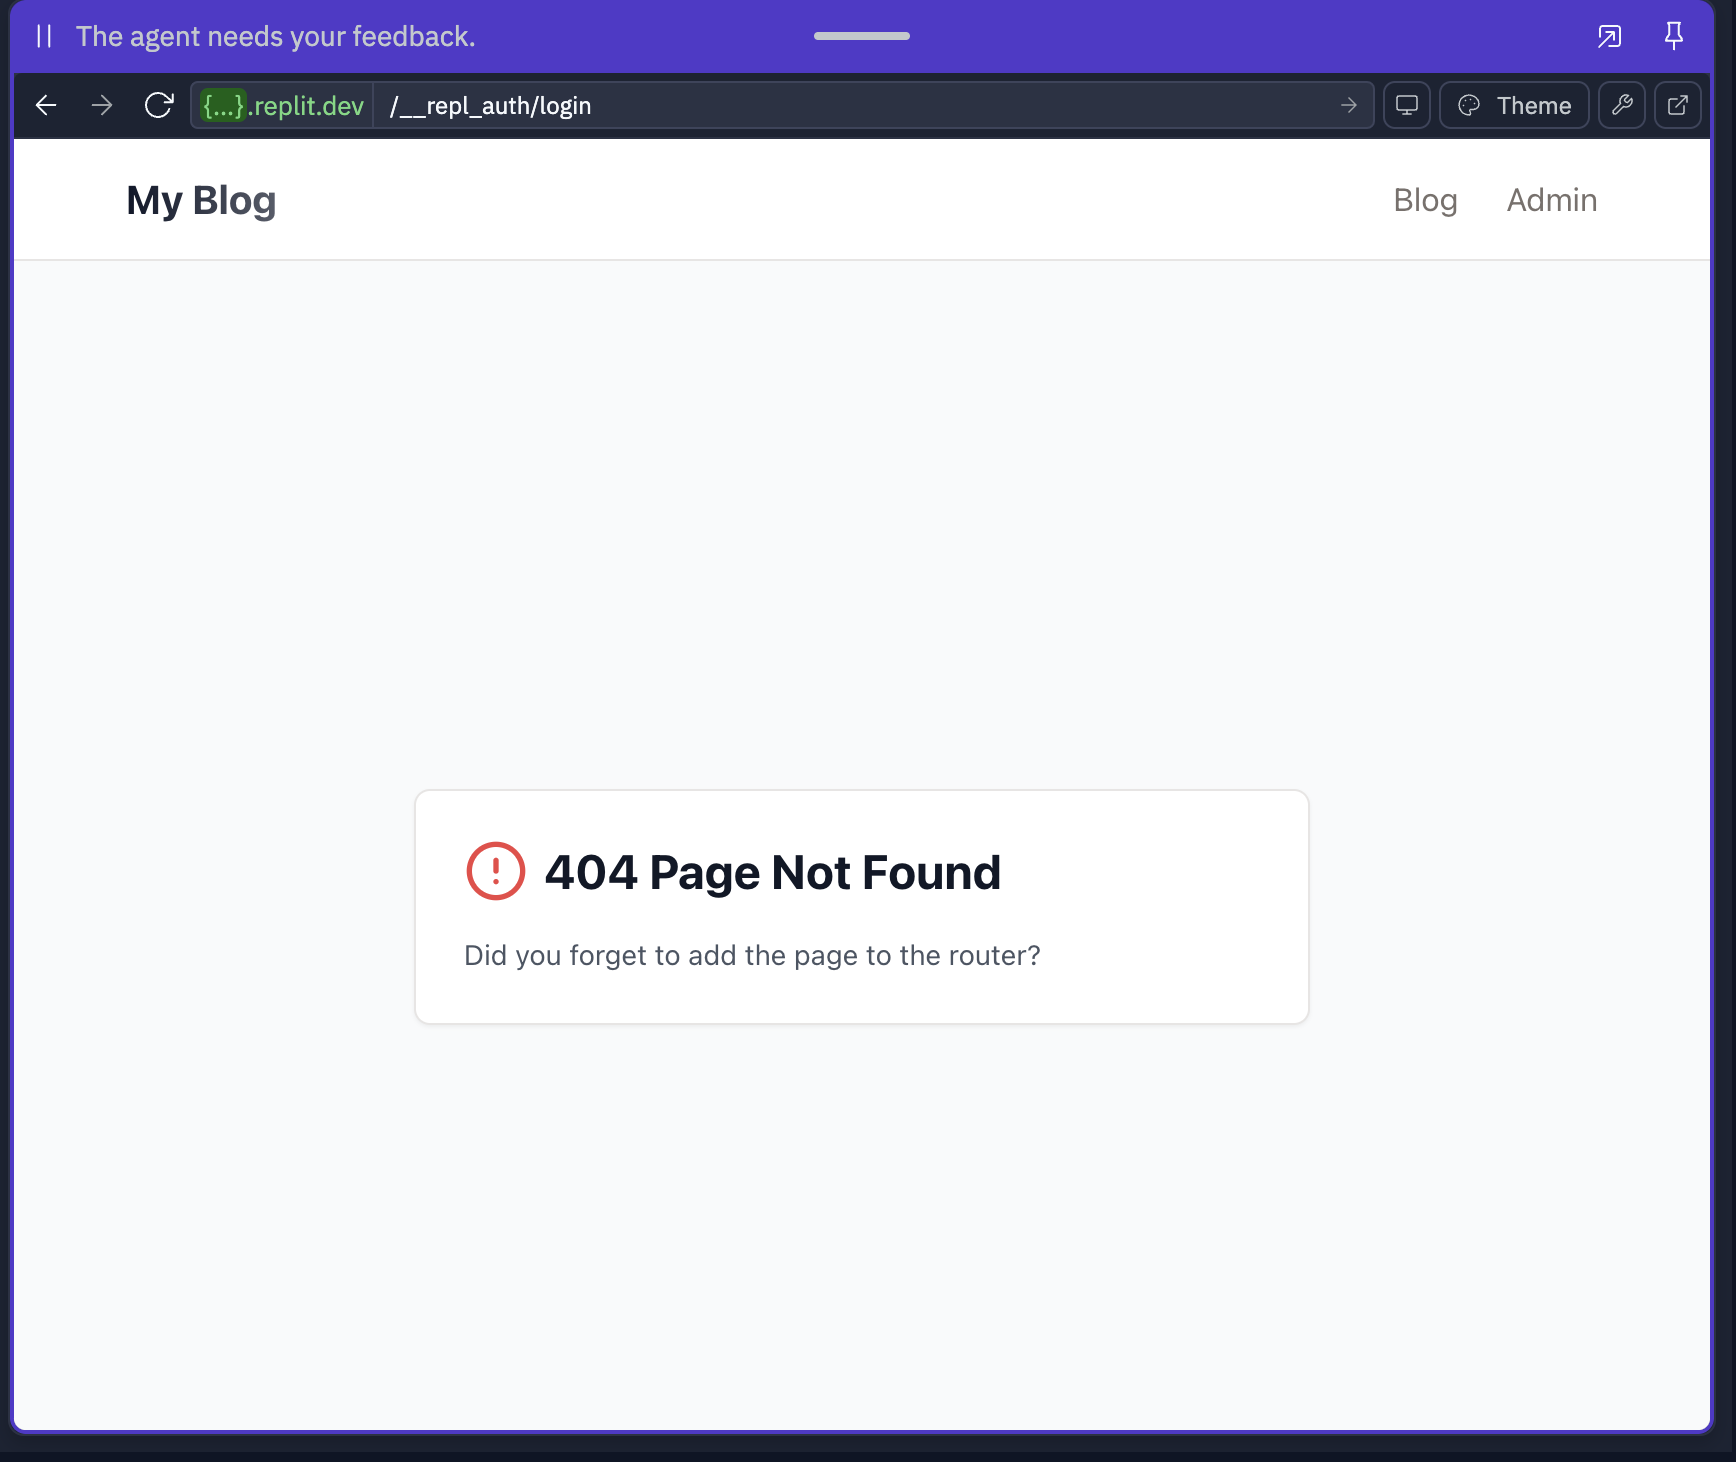 The agent needs your feedback.
{...}.replit.dev /__repl_auth/login Theme
My Blog Blog Admin
404 Page Not Found
Did you forget to add the page to the router?